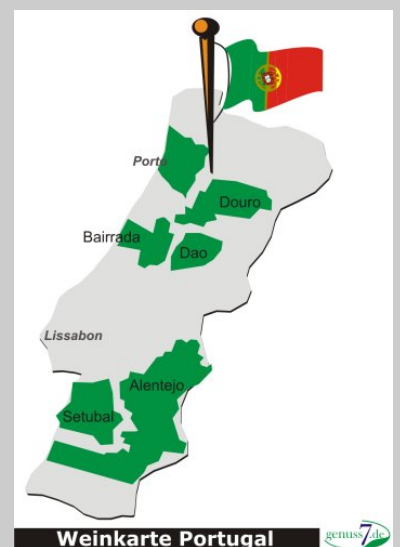 Porto
Douro
Bairrada
Dao
Lissabon
Alentejo
Setubal
Weinkarte Portugal
genuss7.de